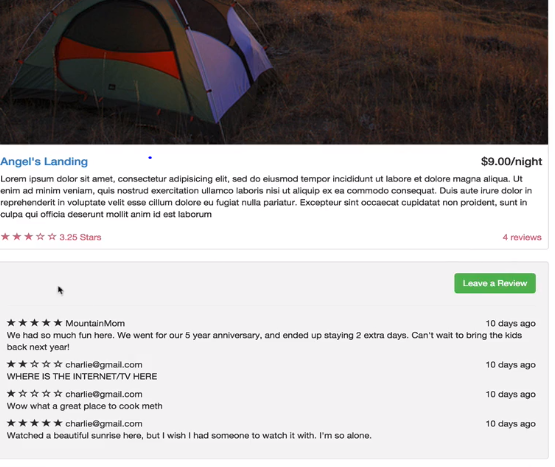 Angel's Landing $9.00/night
Lorem ipsum dolor sit amet, consectetur adipisicing elit, sed do eiusmod tempor incididunt ut labore et dolore magna aliqua. Ut
enim ad minim veniam, quis nostrud exercitation ullamco laboris nisi ut aliquip ex ea commodo consequat. Duis aute irure dolor in
reprehenderit in voluptate velit esse cillum dolore eu fugiat nulla pariatur. Excepteur sint occaecat cupidatat non proident, sunt in
culpa qui officia deserunt mollit anim id est laborum
★★★☆☆ 3.25 Stars 4 reviews
Leave a Review
★★★★★ MountainMom 10 days ago
We had so much fun here. We went for our 5 year anniversary, and ended up staying 2 extra days. Can't wait to bring the kids
back next year!
★★☆☆☆ charlie@gmail.com 10 days ago
WHERE IS THE INTERNET/TV HERE
★☆☆☆☆ charlie@gmail.com 10 days ago
Wow what a great place to cook meth
★★★★★ charlie@gmail.com 10 days ago
Watched a beautiful sunrise here, but I wish I had someone to watch it with. I'm so alone.